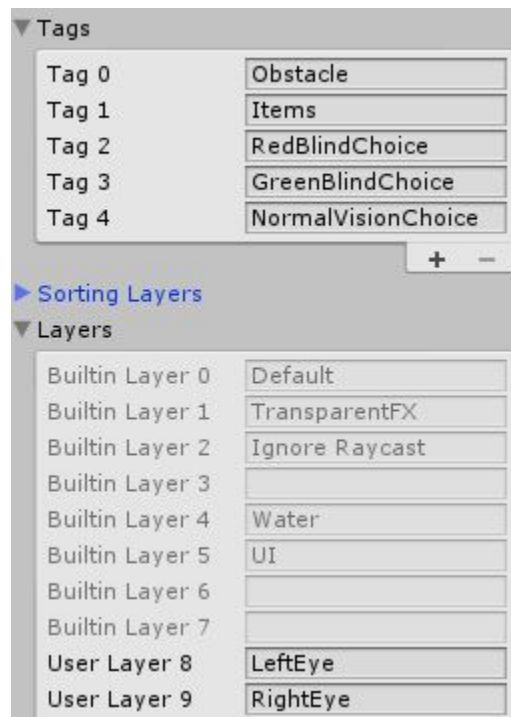 Tags
Tag 0 Obstacle
Tag 1 Items
Tag 2 RedBlindChoice
Tag 3 GreenBlindChoice
Tag 4 NormalVisionChoice
+ −
Sorting Layers
Layers
Builtin Layer 0 Default
Builtin Layer 1 TransparentFX
Builtin Layer 2 Ignore Raycast
Builtin Layer 3
Builtin Layer 4 Water
Builtin Layer 5 UI
Builtin Layer 6
Builtin Layer 7
User Layer 8 LeftEye
User Layer 9 RightEye